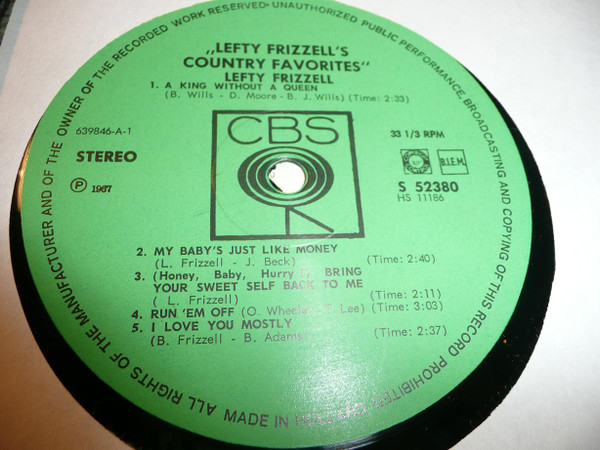 ALL RIGHTS OF THE MANUFACTURER AND OF THE OWNER OF THE RECORDED WORK RESERVED-UNAUTHORIZED PUBLIC PERFORMANCE, BROADCASTING AND COPYING OF THIS RECORD PROHIBITED
„LEFTY FRIZZELL'S
COUNTRY FAVORITES"
LEFTY FRIZZELL
1. A KING WITHOUT A QUEEN
(B. Wills - D. Moore - B. J. Wills) (Time: 2:33)
639846-A-1
STEREO
Ⓟ 1967
CBS
33 1/3 RPM
B.I.E.M.
S 52380
HS 11186
2. MY BABY'S JUST LIKE MONEY
(L. Frizzell - J. Beck) (Time: 2:40)
3. (Honey, Baby, Hurry!) BRING
YOUR SWEET SELF BACK TO ME
( L. Frizzell) (Time: 2:11)
4. RUN 'EM OFF (O. Wheeler T. Lee) (Time: 3:03)
5. I LOVE YOU MOSTLY
(B. Frizzell - B. Adams) (Time: 2:37)
MADE IN HOLLAND